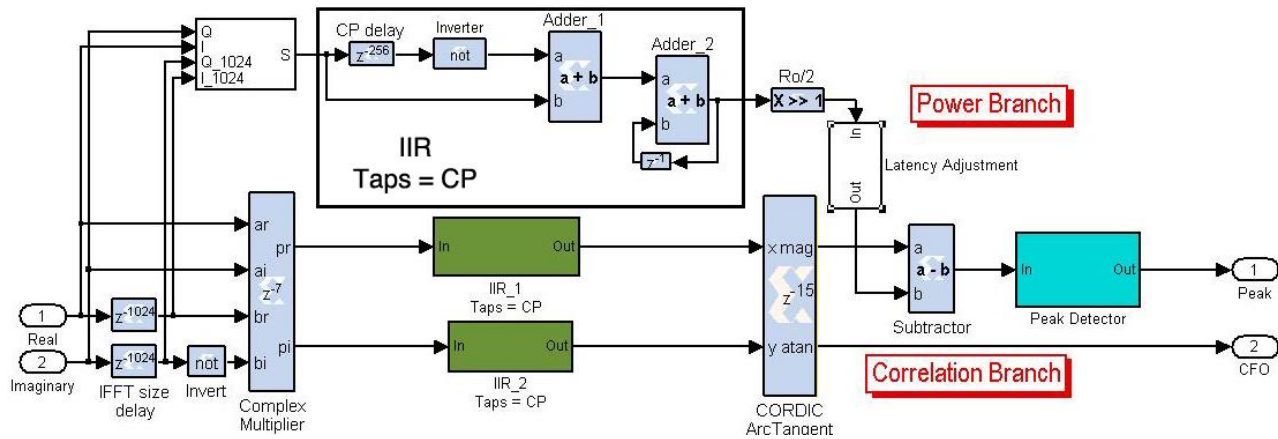 Q
I
Q_1024
I_1024
S
CP delay
z-256
Inverter
not
Adder_1
a
b
a + b
Adder_2
a
b
a + b
z-1
IIR
Taps = CP
Ro/2
X >> 1
Power Branch
In
Out
Latency Adjustment
1
Real
2
Imaginary
z-1024
z-1024
IFFT size
delay
not
Invert
ar
ai
br
bi
pr
pi
z-7
Complex
Multiplier
In
Out
IIR_1
Taps = CP
In
Out
IIR_2
Taps = CP
x mag
z-15
y atan
CORDIC
ArcTangent
a
b
a - b
Subtractor
In
Out
Peak Detector
1
Peak
2
CFO
Correlation Branch